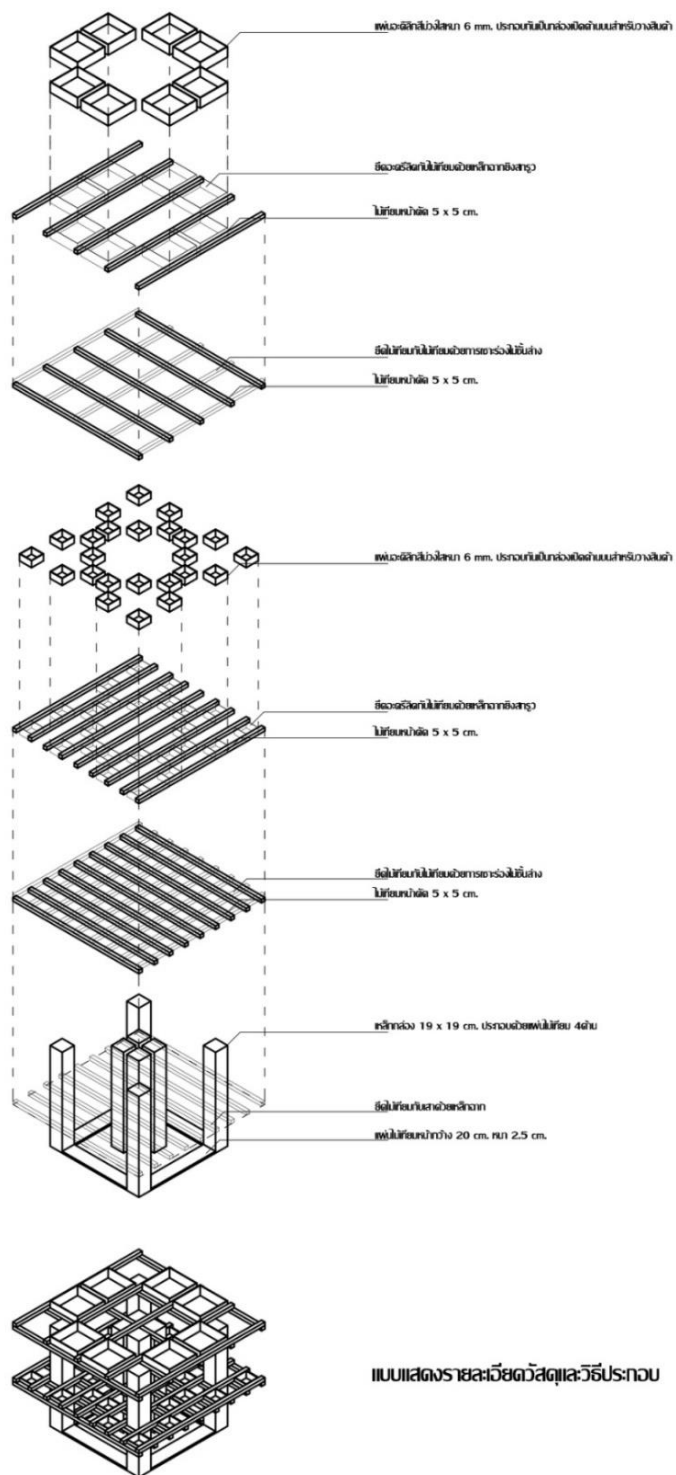 แผ่นอะคิลิกสีม่วงใสหนา 6 mm. ประกอบกันเป็นกล่องเปิดด้านบนสำหรับวางสินค้า
ยึดอะครีลิคกับไม้เทียมด้วยเหล็กฉากยิงสกรูว
ไม้เทียมหน้าตัด 5 x 5 cm.
ยึดไม้เทียมกับไม้เทียมด้วยการเซาะร่องไม้ชิ้นล่าง
ไม้เทียมหน้าตัด 5 x 5 cm.
แผ่นอะคิลิกสีม่วงใสหนา 6 mm. ประกอบกันเป็นกล่องเปิดด้านบนสำหรับวางสินค้า
ยึดอะครีลิคกับไม้เทียมด้วยเหล็กฉากยิงสกรูว
ไม้เทียมหน้าตัด 5 x 5 cm.
ยึดไม้เทียมกับไม้เทียมด้วยการเซาะร่องไม้ชิ้นล่าง
ไม้เทียมหน้าตัด 5 x 5 cm.
เหล็กกล่อง 19 x 19 cm. ประกอบด้วยแผ่นไม้เทียม 4ด้าน
ยึดไม้เทียมกับเสาด้วยเหล็กฉาก
แผ่นไม้เทียมหน้ากว้าง 20 cm. หนา 2.5 cm.
แบบแสดงรายละเอียดวัสดุและวิธีประกอบ